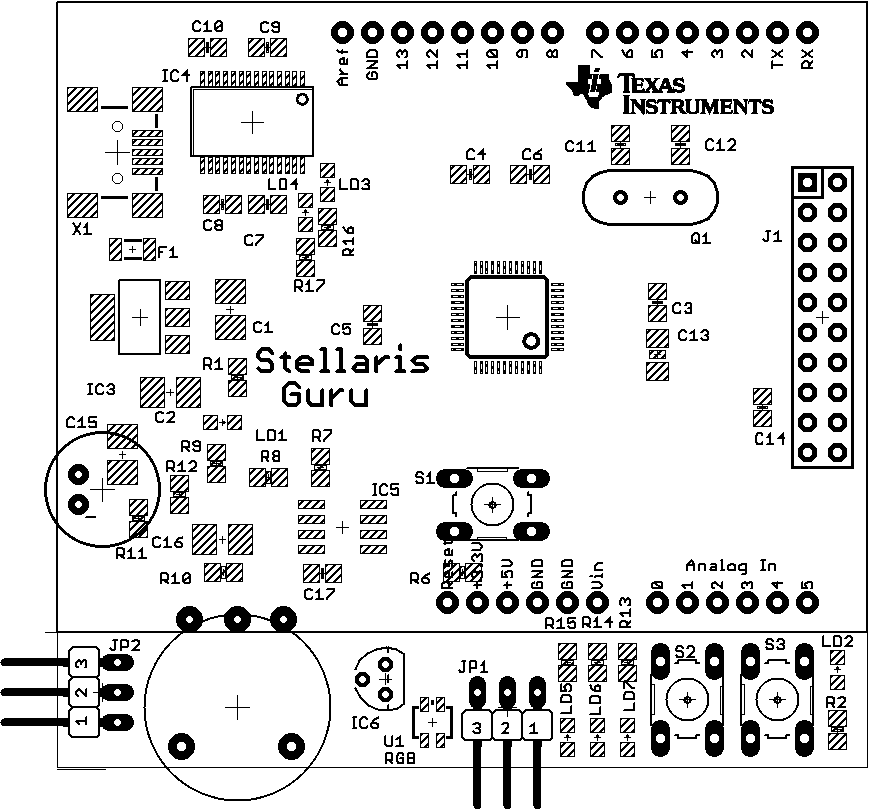 C10 C9
Aref GND 13 12 11 10 9 8 7 6 5 4 3 2 TX RX
IC4
TEXAS
INSTRUMENTS
C4 C6 C11 C12
LD4 LD3
X1 C8 C7 R16
F1 R17
Q1 J1
C1 C5 C3
C13
Stellaris
Guru
R1
IC3
C2
C15
C14
R9 LD1 R7
R12 R8
S1
IC5
R11 C16
R10 C17 R6
Reset +3.3V +5V GND GND Vin
Analog In
0 1 2 3 4 5
R15 R14 R13
JP2
3
2
1
IC6
U1
RGB
JP1
3 2 1
LD5 LD6 LD7
S2 S3 LD2
R2